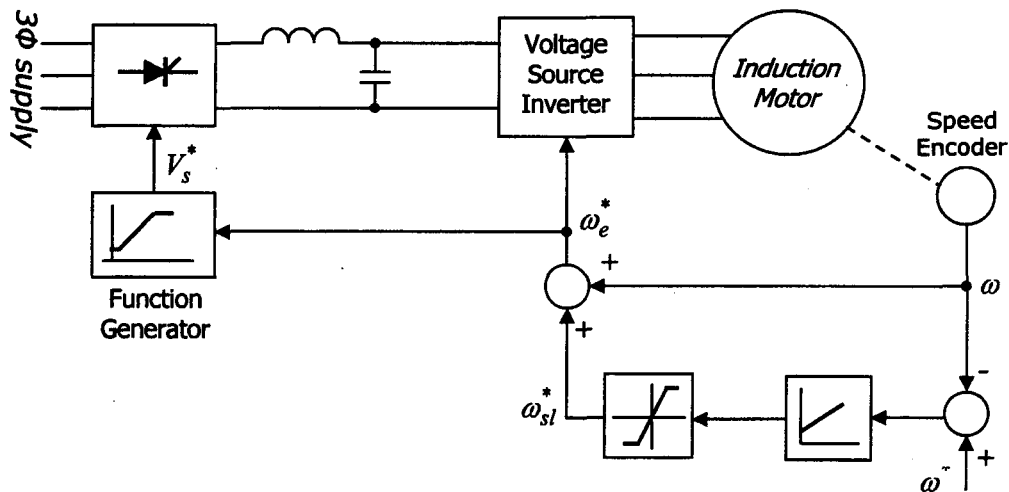 3Φ supply
Voltage
Source
Inverter
Induction
Motor
Speed
Encoder
V_s^*
ω_e^*
+
ω
Function
Generator
+
-
ω_sl^*
+
ω^*